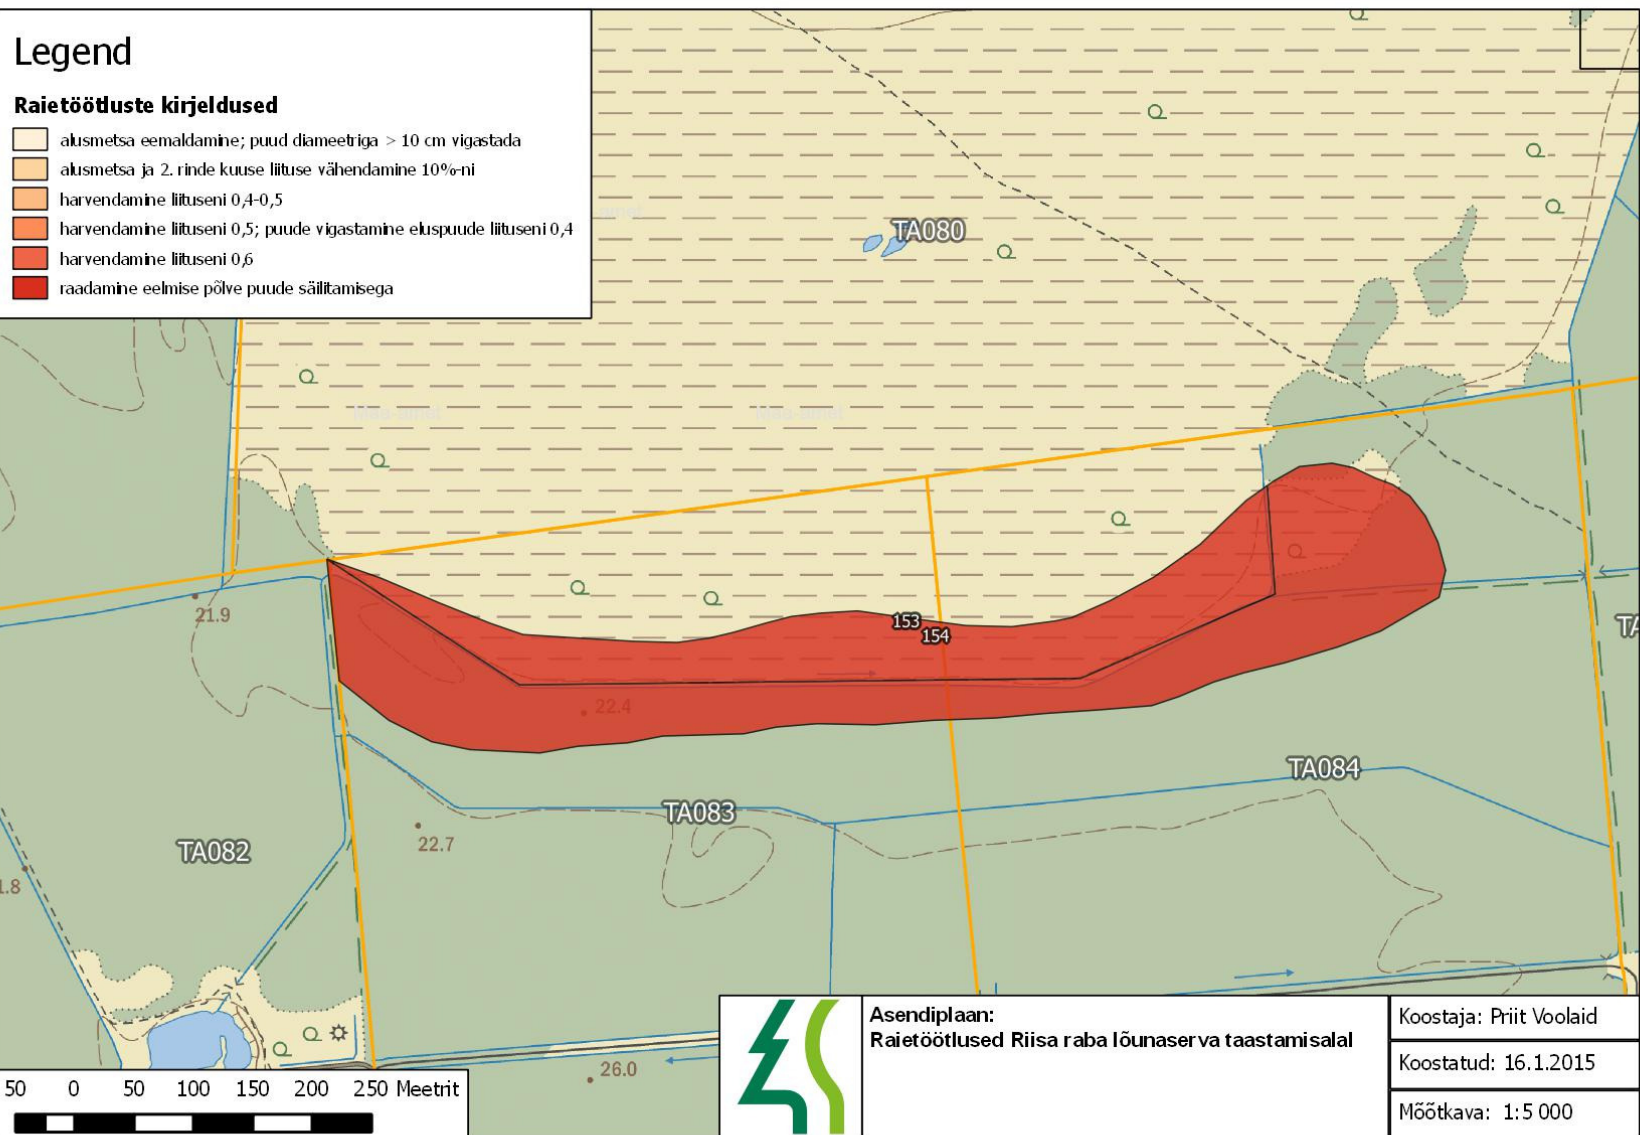 Legend
Raietöötluste kirjeldused
alusmetsa eemaldamine; puud diameetriga > 10 cm vigastada
alusmetsa ja 2. rinde kuuse liituse vähendamine 10%-ni
harvendamine liituseni 0,4-0,5
harvendamine liituseni 0,5; puude vigastamine eluspuude liituseni 0,4
harvendamine liituseni 0,6
raadamine eelmise põlve puude säilitamisega
TA080
21.9
153
154
TA
22.4
TA084
TA083
22.7
TA082
1.8
26.0
50 0 50 100 150 200 250 Meetrit
Asendiplaan:
Raietöötlused Riisa raba lõunaserva taastamisalal
Koostaja: Priit Voolaid
Koostatud: 16.1.2015
Mõõtkava: 1:5 000